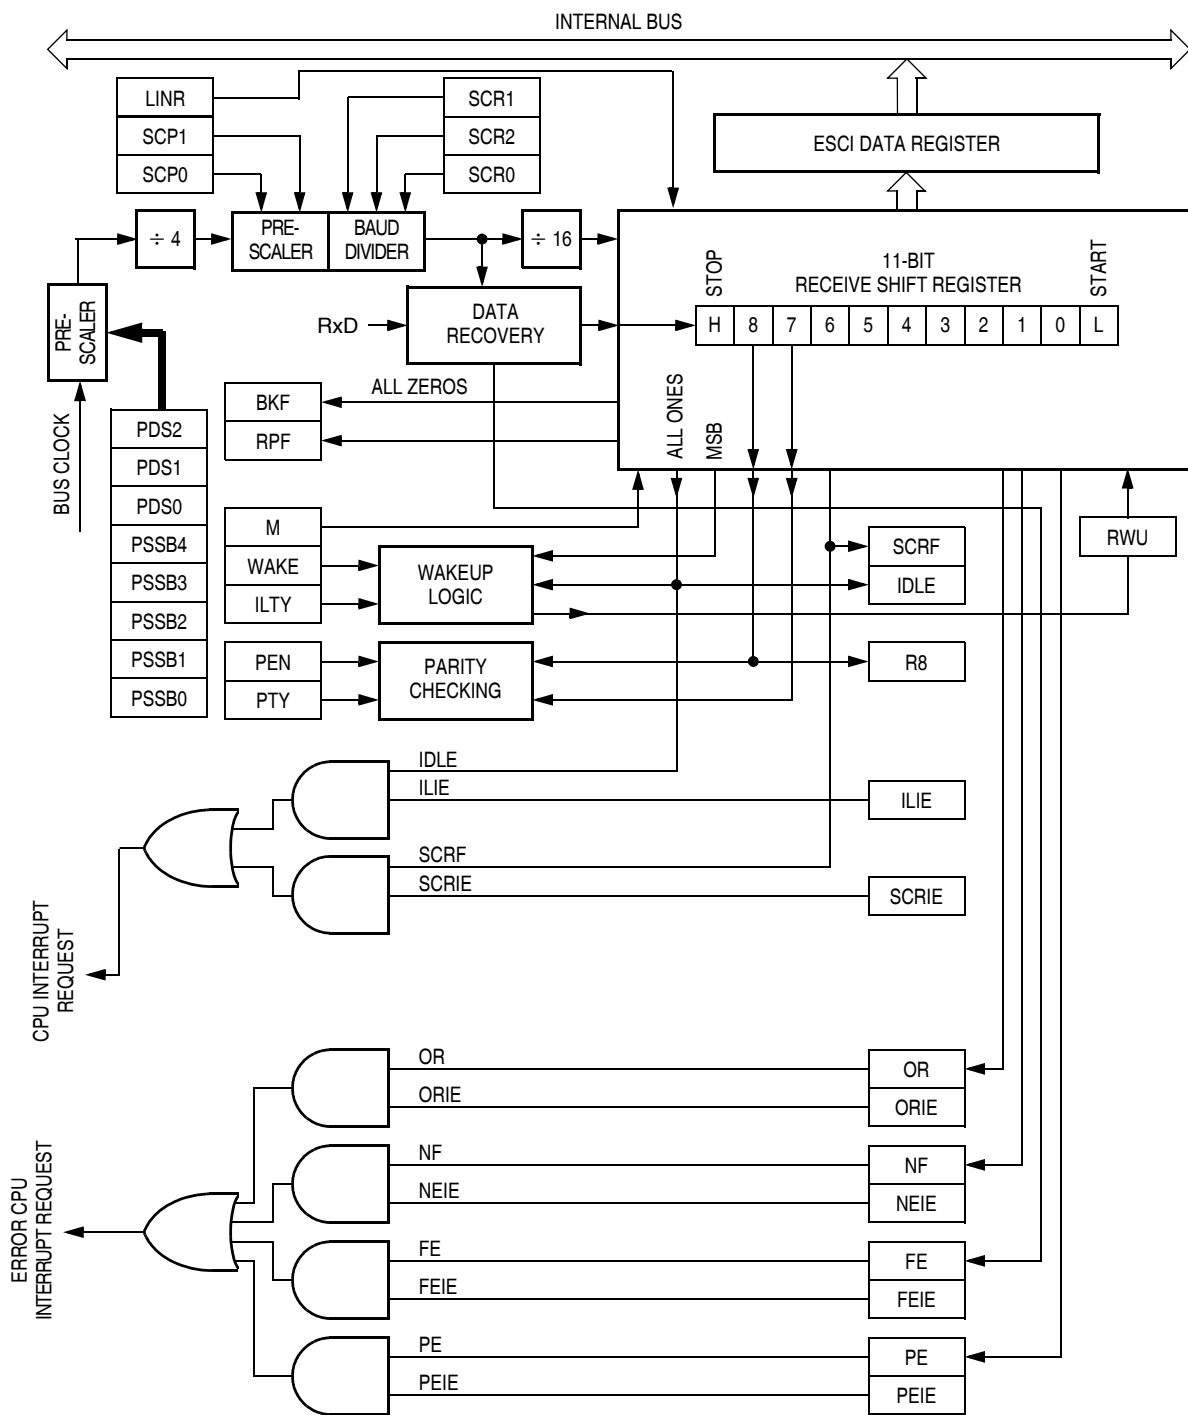 INTERNAL BUS
LINR
SCP1
SCP0
SCR1
SCR2
SCR0
ESCI DATA REGISTER
÷ 4
PRE-
SCALER
BAUD
DIVIDER
÷ 16
PRE-
SCALER
BUS CLOCK
RxD
DATA
RECOVERY
STOP
11-BIT
RECEIVE SHIFT REGISTER
START
H 8 7 6 5 4 3 2 1 0 L
ALL ZEROS
BKF
RPF
ALL ONES
MSB
PDS2
PDS1
PDS0
PSSB4
PSSB3
PSSB2
PSSB1
PSSB0
M
WAKE
ILTY
WAKEUP
LOGIC
SCRF
IDLE
RWU
PEN
PTY
PARITY
CHECKING
R8
IDLE
ILIE
ILIE
SCRF
SCRIE
SCRIE
CPU INTERRUPT
REQUEST
OR
OR
ORIE
ORIE
NF
NF
NEIE
NEIE
FE
FE
FEIE
FEIE
PE
PE
PEIE
PEIE
ERROR CPU
INTERRUPT REQUEST